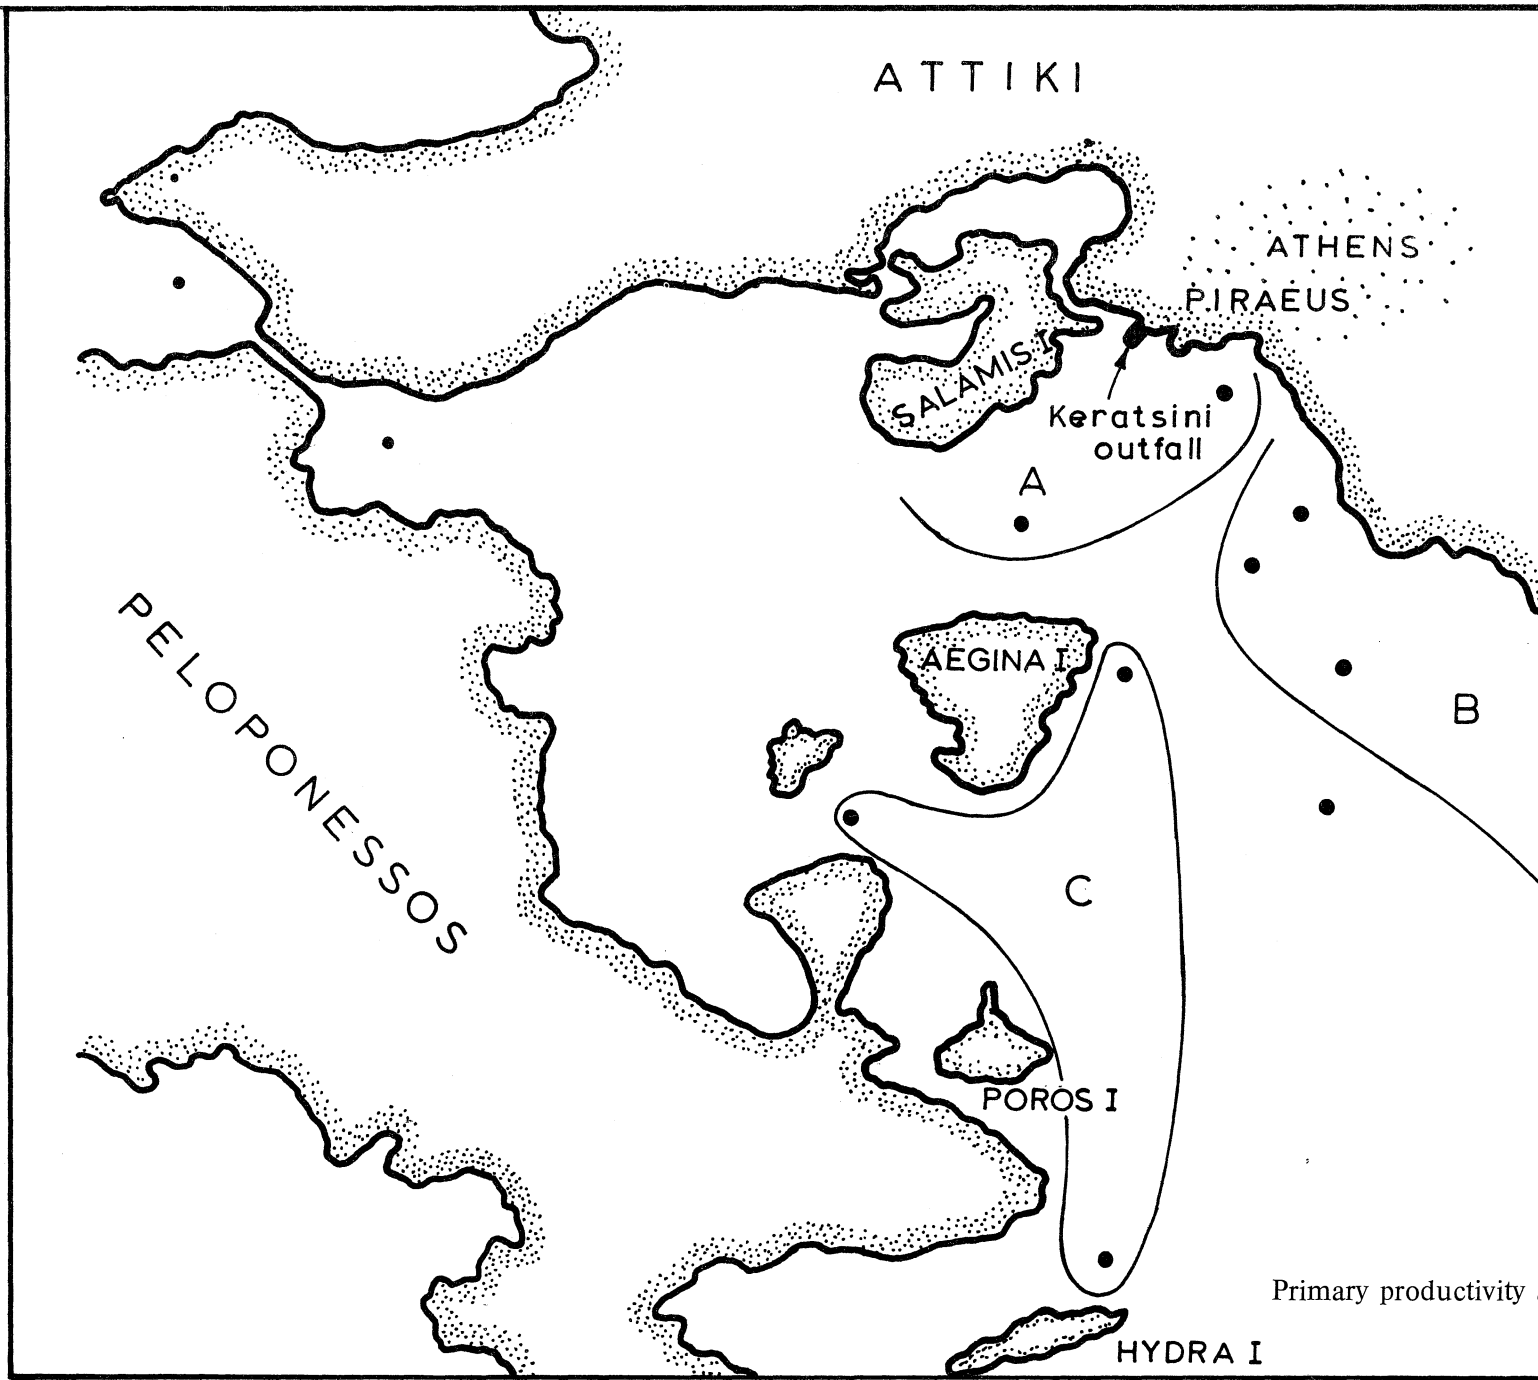 ATTIKI
ATHENS
PIRAEUS
SALAMIS I
Keratsini
outfall
A
AEGINA I
B
PELOPONESSOS
C
POROS I
Primary productivity
HYDRA I